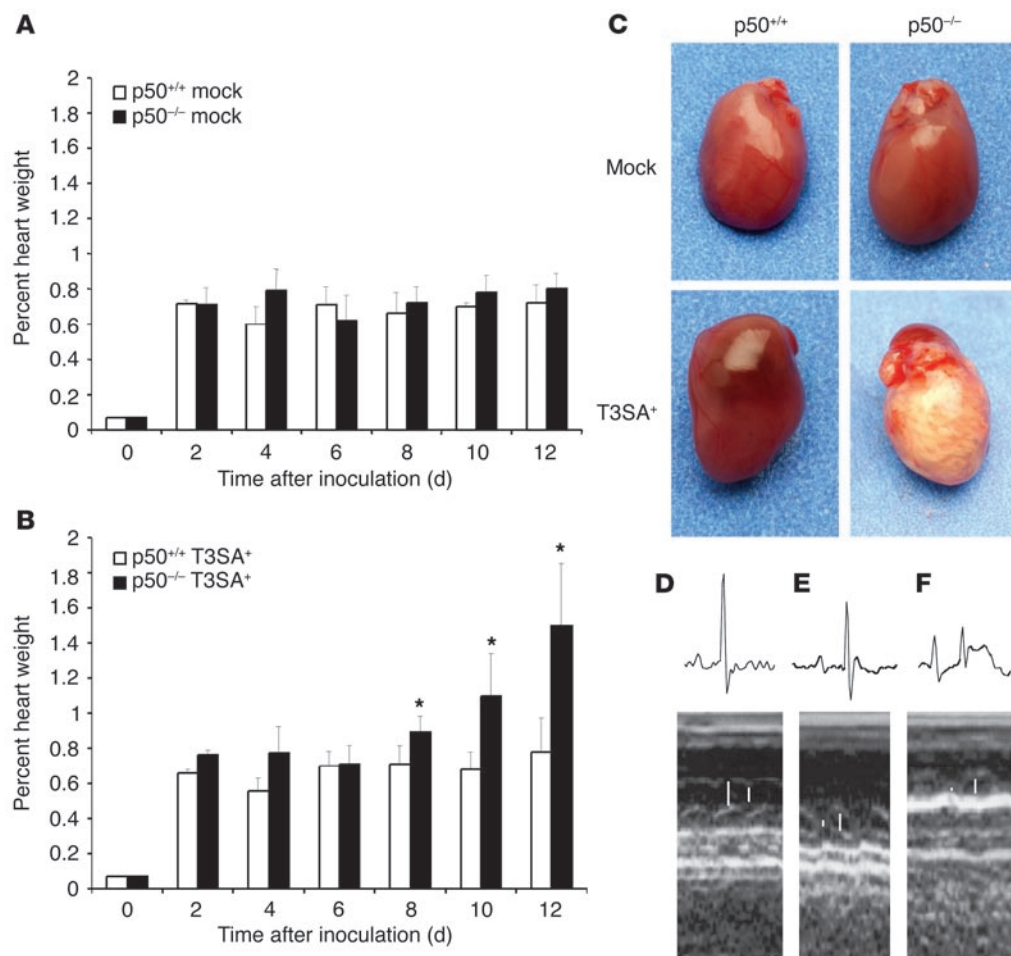 A
p50+/+ mock
p50–/– mock
Percent heart weight
2
1.8
1.6
1.4
1.2
1
0.8
0.6
0.4
0.2
0
0 2 4 6 8 10 12
Time after inoculation (d)
B
p50+/+ T3SA+
p50–/– T3SA+
Percent heart weight
2
1.8
1.6
1.4
1.2
1
0.8
0.6
0.4
0.2
0
* * *
0 2 4 6 8 10 12
Time after inoculation (d)
C
p50+/+ p50–/–
Mock
T3SA+
D E F